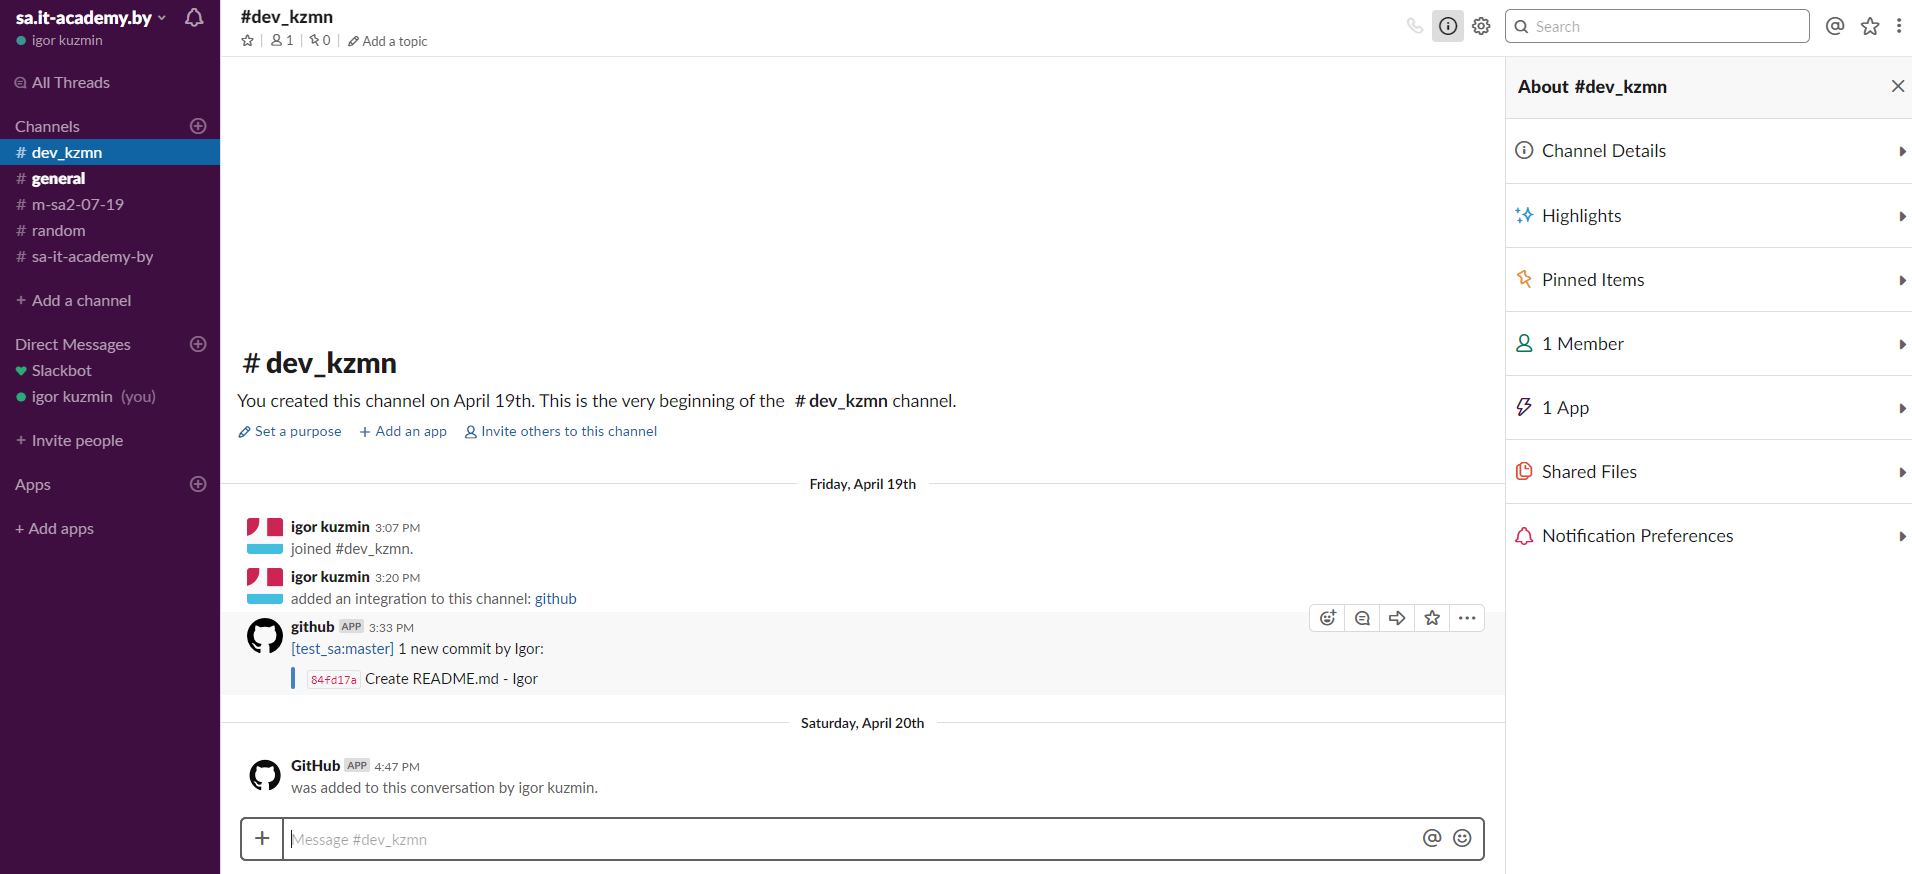 sa.it-academy.by
igor kuzmin
All Threads
Channels
# dev_kzmn
# general
# m-sa2-07-19
# random
# sa-it-academy-by
+ Add a channel
Direct Messages
Slackbot
igor kuzmin (you)
+ Invite people
Apps
+ Add apps
#dev_kzmn
1 | 0 | Add a topic
Search
# dev_kzmn
You created this channel on April 19th. This is the very beginning of the # dev_kzmn channel.
Set a purpose + Add an app Invite others to this channel
Friday, April 19th
igor kuzmin 3:07 PM
joined #dev_kzmn.
igor kuzmin 3:20 PM
added an integration to this channel: github
github APP 3:33 PM
[test_sa:master] 1 new commit by Igor:
84fd17a Create README.md - Igor
Saturday, April 20th
GitHub APP 4:47 PM
was added to this conversation by igor kuzmin.
+ Message #dev_kzmn @
About #dev_kzmn
Channel Details
Highlights
Pinned Items
1 Member
1 App
Shared Files
Notification Preferences